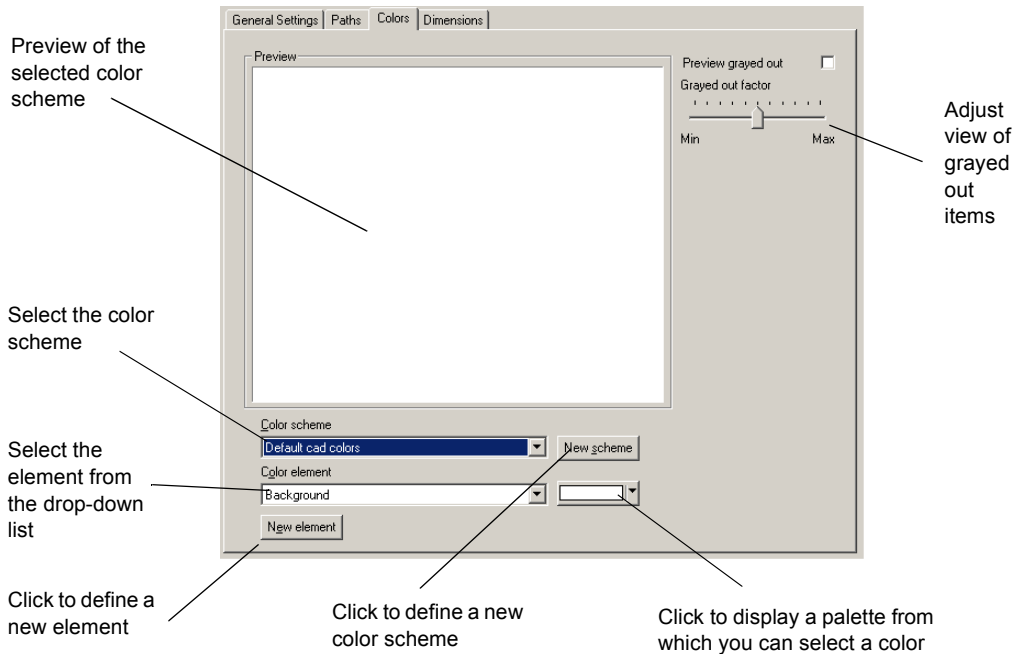 General Settings Paths Colors Dimensions
Preview of the
selected color
scheme
Preview
Preview grayed out
Grayed out factor
Min Max
Adjust
view of
grayed
out
items
Select the color
scheme
Color scheme
Default cad colors
New scheme
Select the
element from
the drop-down
list
Color element
Background
New element
Click to define a
new element
Click to define a new
color scheme
Click to display a palette from
which you can select a color